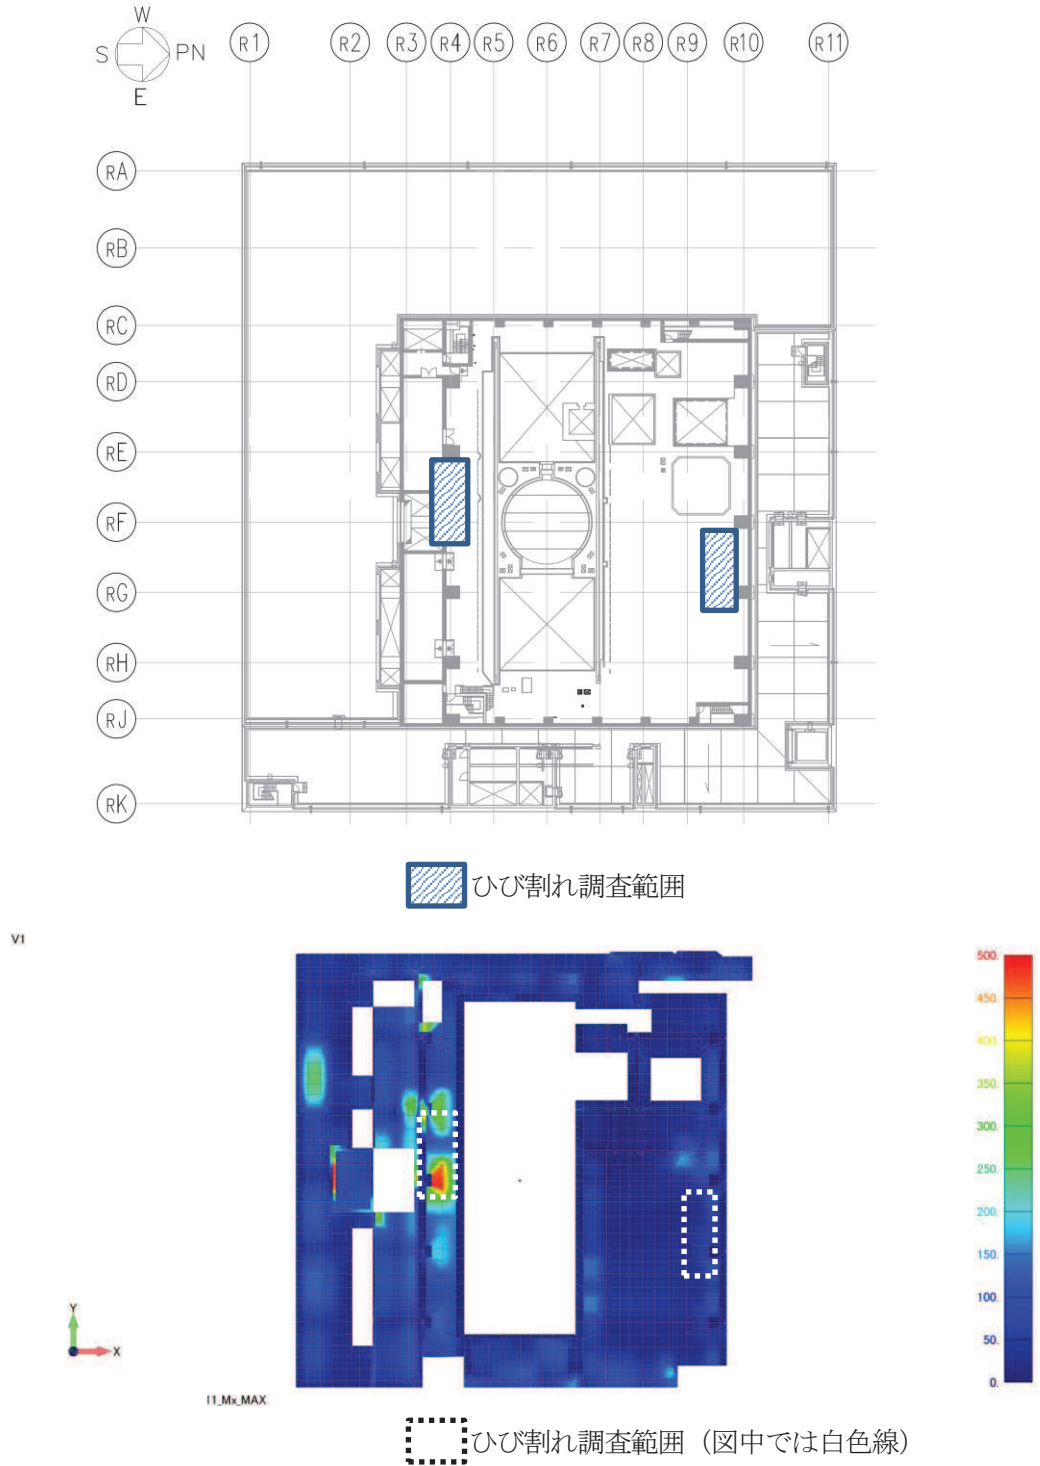 W
S PN
E
R1 R2 R3 R4 R5 R6 R7 R8 R9 R10 R11
RA
RB
RC
RD
RE
RF
RG
RH
RJ
RK
ひび割れ調査範囲
V1
500.
450.
400.
350.
300.
250.
200.
150.
100.
50.
0.
Y
X
I1_Mx_MAX
ひび割れ調査範囲（図中では白色線）